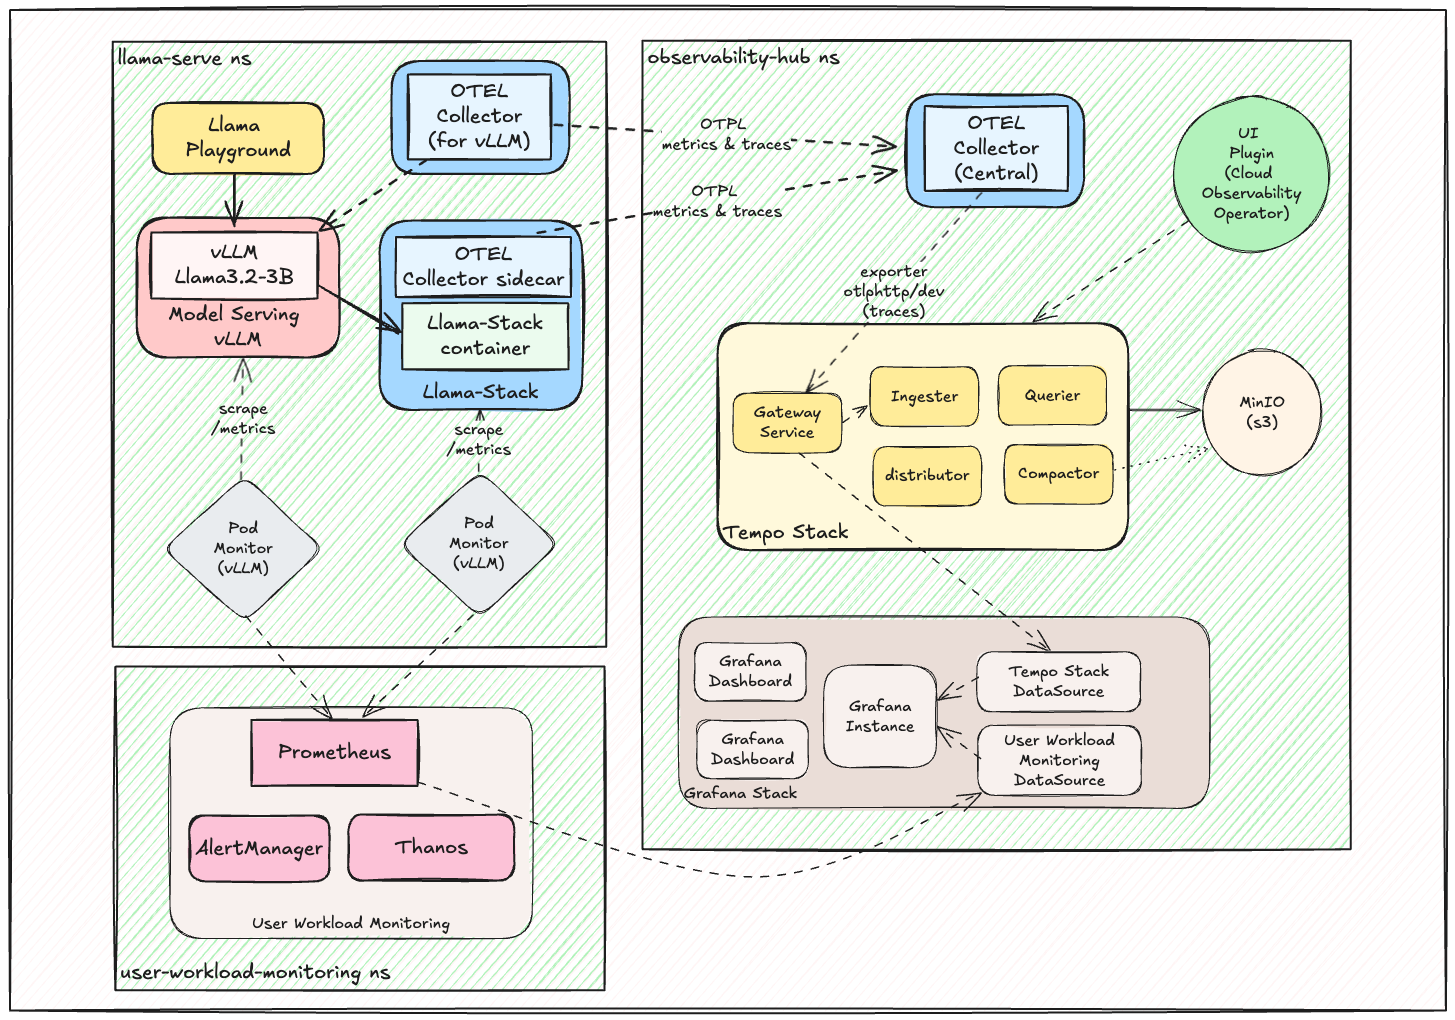 llama-serve ns
Llama
Playground
OTEL
Collector
(for vLLM)
vLLM
Llama3.2-3B
Model Serving
vLLM
OTEL
Collector sidecar
Llama-Stack
container
Llama-Stack
scrape
/metrics
scrape
/metrics
Pod
Monitor
(vLLM)
Pod
Monitor
(vLLM)
OTPL
metrics & traces
OTPL
metrics & traces
observability-hub ns
OTEL
Collector
(Central)
UI
Plugin
(Cloud
Observability
Operator)
exporter
otlphttp/dev
(traces)
Gateway
Service
Ingester
Querier
distributor
Compactor
Tempo Stack
MinIO
(s3)
Grafana
Dashboard
Grafana
Dashboard
Grafana
Instance
Tempo Stack
DataSource
User Workload
Monitoring
DataSource
Grafana Stack
Prometheus
AlertManager
Thanos
User Workload Monitoring
user-workload-monitoring ns